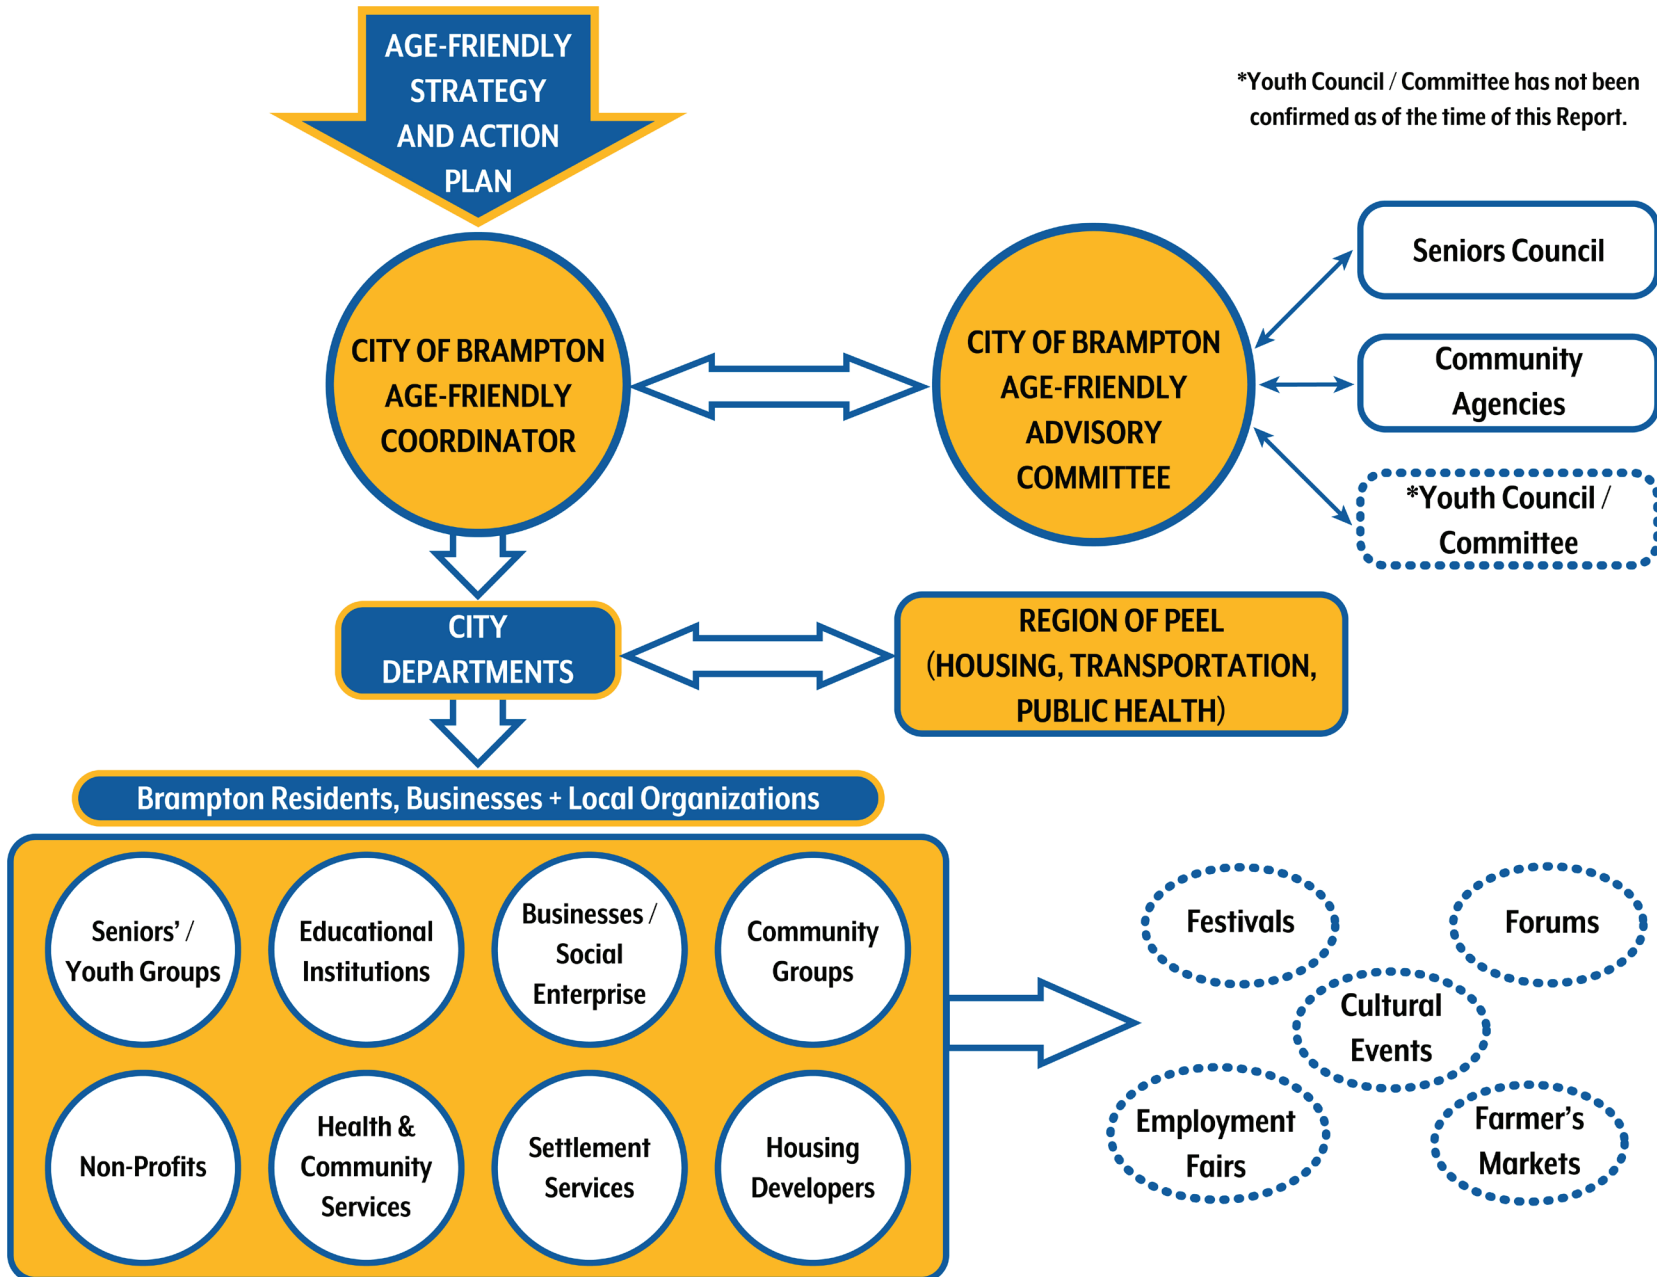 AGE-FRIENDLY
STRATEGY
AND ACTION
PLAN
*Youth Council / Committee has not been
confirmed as of the time of this Report.
CITY OF BRAMPTON
AGE-FRIENDLY
COORDINATOR
CITY OF BRAMPTON
AGE-FRIENDLY
ADVISORY
COMMITTEE
Seniors Council
Community
Agencies
*Youth Council /
Committee
CITY
DEPARTMENTS
REGION OF PEEL
(HOUSING, TRANSPORTATION,
PUBLIC HEALTH)
Brampton Residents, Businesses + Local Organizations
Seniors’ /
Youth Groups
Educational
Institutions
Businesses /
Social
Enterprise
Community
Groups
Non-Profits
Health &
Community
Services
Settlement
Services
Housing
Developers
Festivals
Forums
Cultural
Events
Employment
Fairs
Farmer’s
Markets